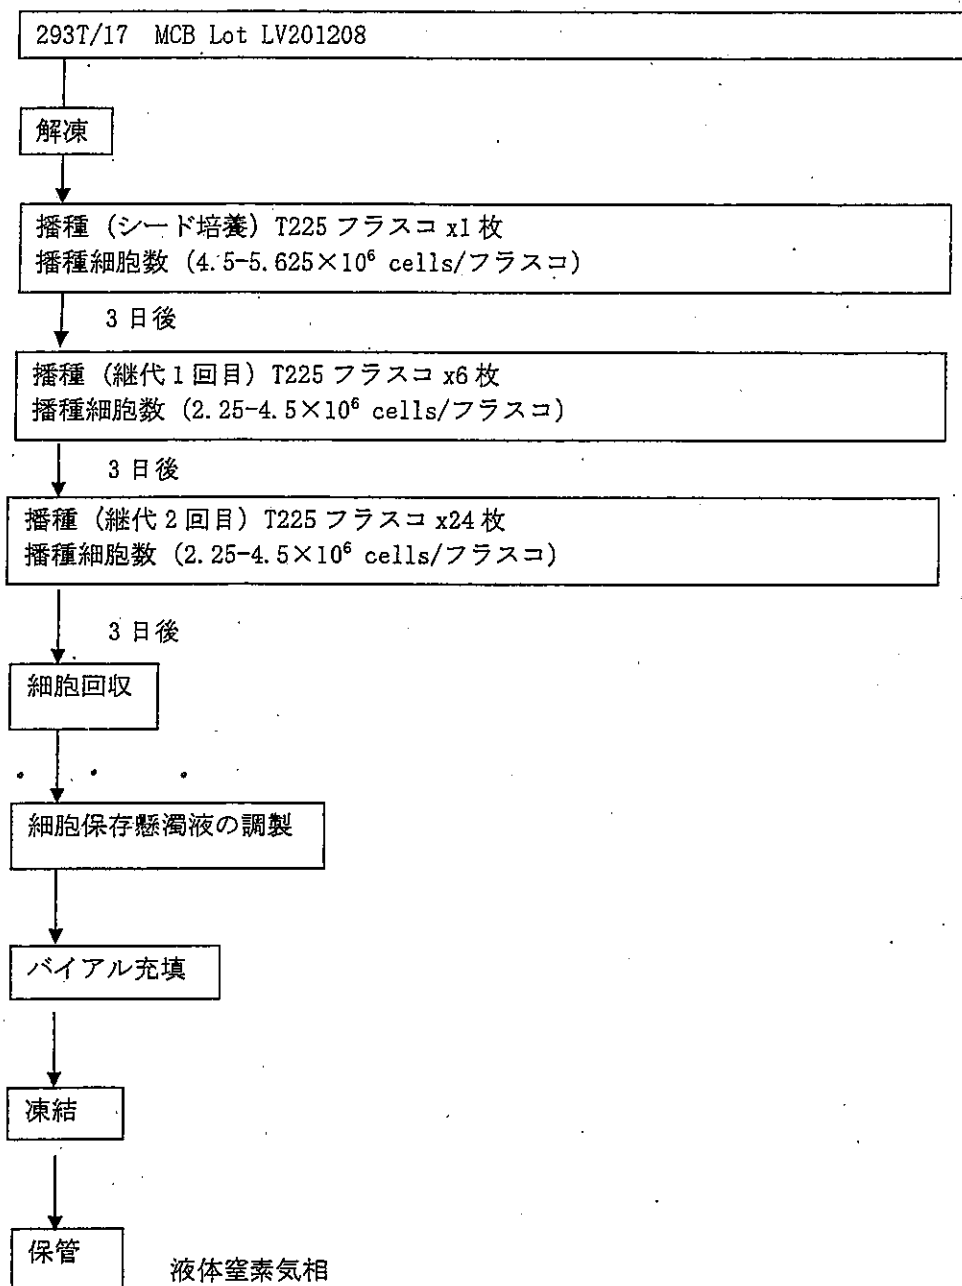 293T/17 MCB Lot LV201208
解凍
播種（シード培養）T225 フラスコ x1 枚
播種細胞数（4.5-5.625×10⁶ cells/フラスコ）
3 日後
播種（継代 1 回目）T225 フラスコ x6 枚
播種細胞数（2.25-4.5×10⁶ cells/フラスコ）
3 日後
播種（継代 2 回目）T225 フラスコ x24 枚
播種細胞数（2.25-4.5×10⁶ cells/フラスコ）
3 日後
細胞回収
細胞保存懸濁液の調製
バイアル充填
凍結
保管
液体窒素気相